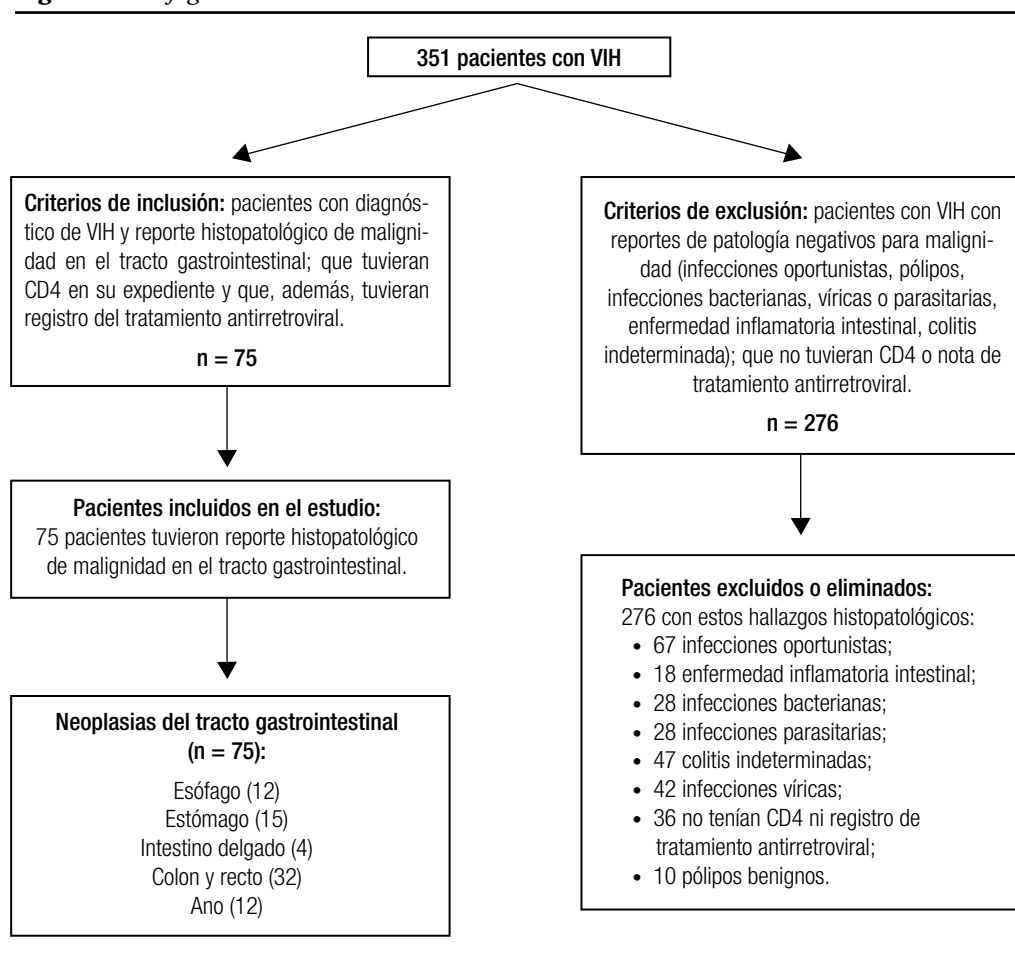 351 pacientes con VIH
Criterios de inclusión: pacientes con diagnós-
tico de VIH y reporte histopatológico de maligni-
dad en el tracto gastrointestinal; que tuvieran
CD4 en su expediente y que, además, tuvieran
registro del tratamiento antirretroviral.
n = 75
Criterios de exclusión: pacientes con VIH con
reportes de patología negativos para maligni-
dad (infecciones oportunistas, pólipos,
infecciones bacterianas, víricas o parasitarias,
enfermedad inflamatoria intestinal, colitis
indeterminada); que no tuvieran CD4 o nota de
tratamiento antirretroviral.
n = 276
Pacientes incluidos en el estudio:
75 pacientes tuvieron reporte histopatológico
de malignidad en el tracto gastrointestinal.
Pacientes excluidos o eliminados:
276 con estos hallazgos histopatológicos:
• 67 infecciones oportunistas;
• 18 enfermedad inflamatoria intestinal;
• 28 infecciones bacterianas;
• 28 infecciones parasitarias;
• 47 colitis indeterminadas;
• 42 infecciones víricas;
• 36 no tenían CD4 ni registro de
tratamiento antirretroviral;
• 10 pólipos benignos.
Neoplasias del tracto gastrointestinal
(n = 75):
Esófago (12)
Estómago (15)
Intestino delgado (4)
Colon y recto (32)
Ano (12)